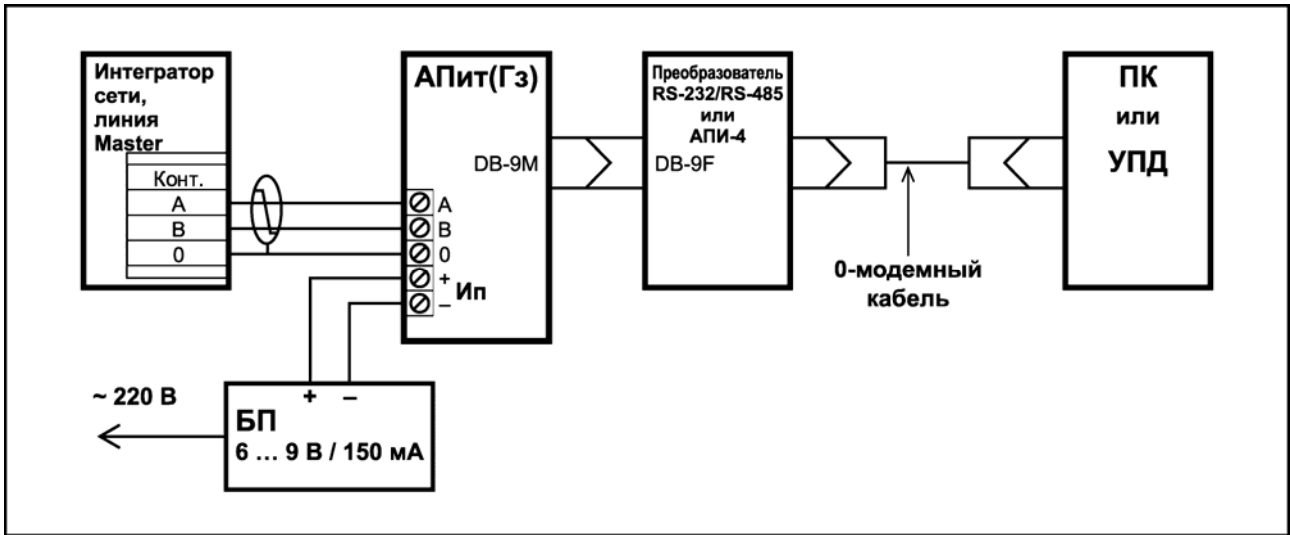 Интегратор
сети,
линия
Master
Конт.
A
B
0
АПит(Гз)
DB-9M
A
B
0
+
–
Ип
Преобразователь
RS-232/RS-485
или
АПИ-4
DB-9F
0-модемный
кабель
ПК
или
УПД
~ 220 В
+ –
БП
6 … 9 В / 150 мА